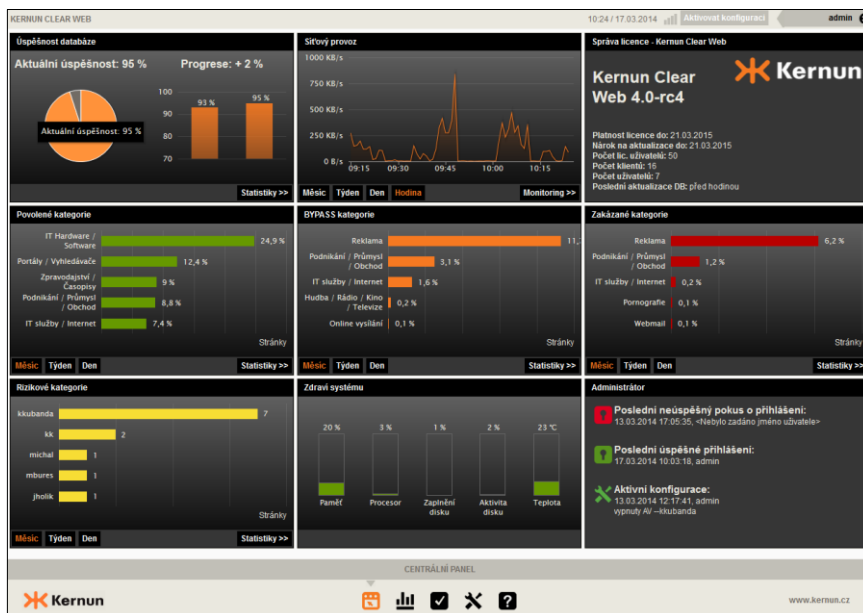 KERNUN CLEAR WEB
10:24 / 17.03.2014
Aktivovat konfiguraci
admin
Úspěšnost databáze
Aktuální úspěšnost: 95 %
Progrese: + 2 %
Aktuální úspěšnost: 95 %
100
90
80
70
93 %
95 %
Statistiky >>
Síťový provoz
1000 KB/s
750 KB/s
500 KB/s
250 KB/s
0 B/s
09:15
09:30
09:45
10:00
10:15
Měsíc
Týden
Den
Hodina
Monitoring >>
Správa licence - Kernun Clear Web
Kernun Clear
Web 4.0-rc4
Kernun
Platnost licence do: 21.03.2015
Nárok na aktualizace do: 21.03.2015
Počet lic. uživatelů: 50
Počet klientů: 16
Počet uživatelů: 7
Poslední aktualizace DB: před hodinou
Povolené kategorie
IT Hardware /
Software
24,9 %
Portály / Vyhledávače
12,4 %
Zpravodajství /
Časopisy
9 %
Podnikání / Průmysl
/ Obchod
8,8 %
IT služby / Internet
7,4 %
Stránky
Měsíc
Týden
Den
Statistiky >>
BYPASS kategorie
Reklama
11,
Podnikání / Průmysl
/ Obchod
3,1 %
IT služby / Internet
1,6 %
Hudba / Rádio / Kino
/ Televize
0,2 %
Online vysílání
0,1 %
Stránky
Měsíc
Týden
Den
Statistiky >>
Zakázané kategorie
Reklama
6,2 %
Podnikání / Průmysl
/ Obchod
1,2 %
IT služby / Internet
0,2 %
Pornografie
0,1 %
Webmail
0,1 %
Stránky
Měsíc
Týden
Den
Statistiky >>
Rizikové kategorie
kkubanda
7
kk
2
michal
1
mbures
1
jholik
1
Stránky
Měsíc
Týden
Den
Statistiky >>
Zdraví systému
20 %
3 %
1 %
2 %
23 °C
Paměť
Procesor
Zaplnění
disku
Aktivita
disku
Teplota
Administrátor
Poslední neúspěšný pokus o přihlášení:
13.03.2014 17:05:35, <Nebylo zadáno jméno uživatele>
Poslední úspěšné přihlášení:
17.03.2014 10:03:18, admin
Aktivní konfigurace:
13.03.2014 12:17:41, admin
vypnuty AV --kkubanda
CENTRÁLNÍ PANEL
Kernun
www.kernun.cz